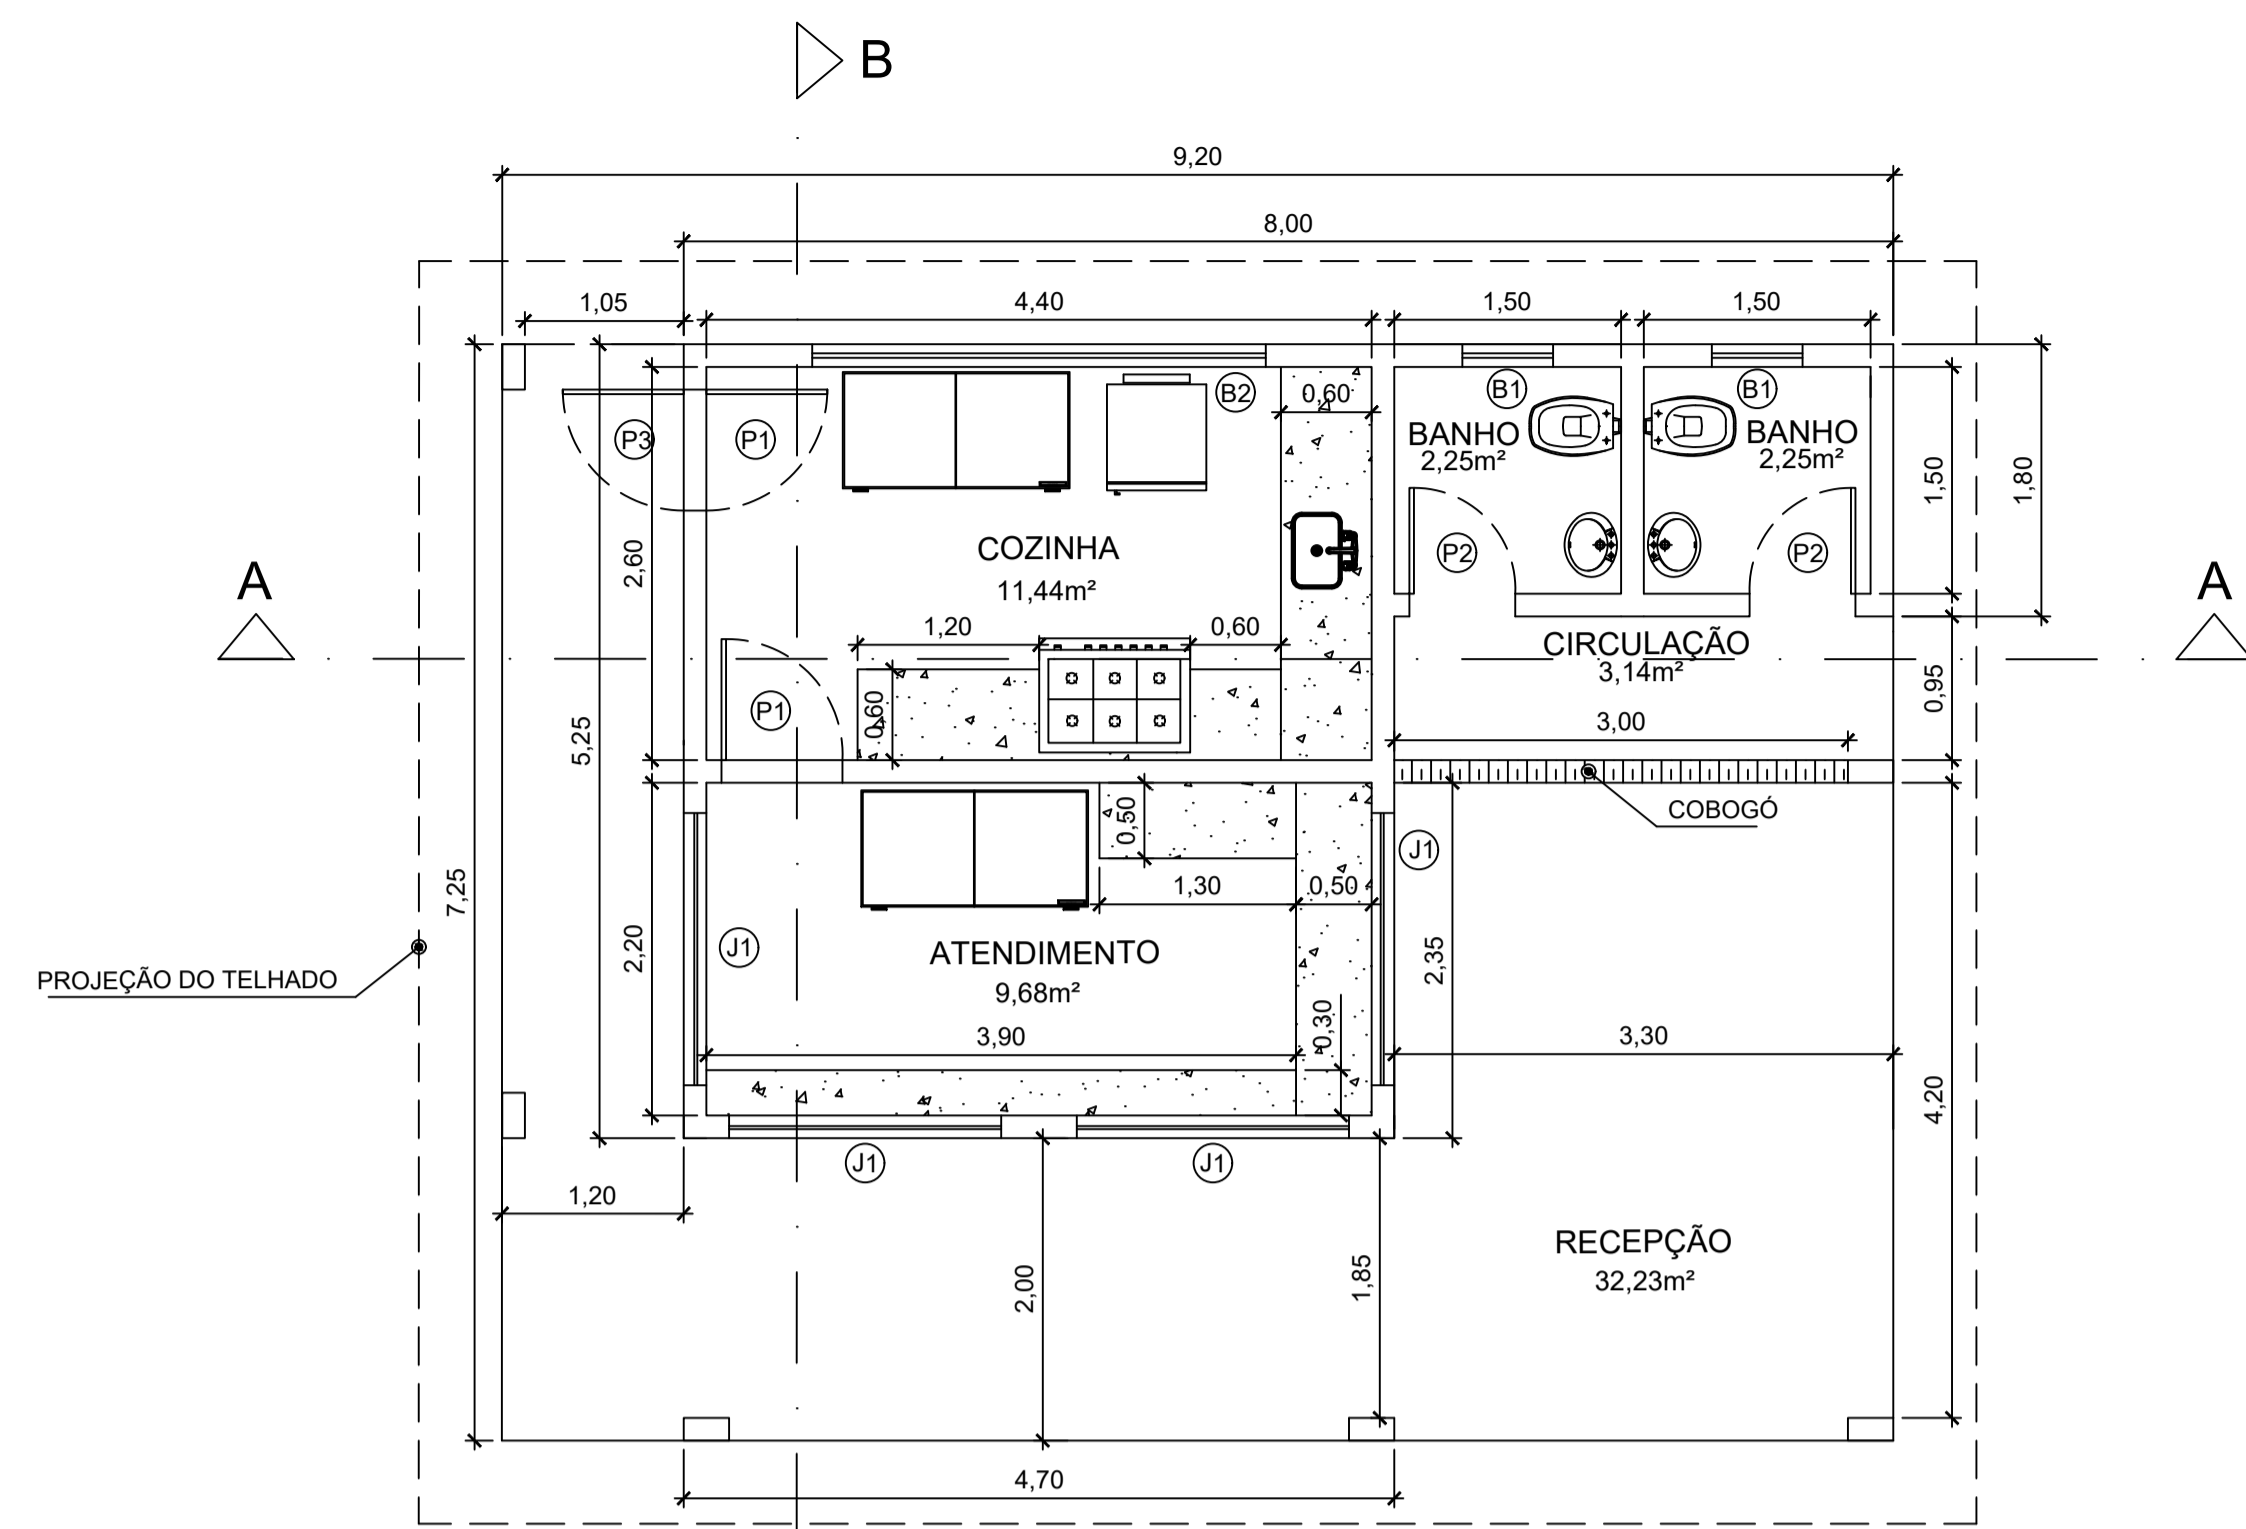 B
9,20
8,00
1,05
4,40
1,50
1,50
P3
P1
B2
0,60
B1
B1
BANHO
2,25m²
BANHO
2,25m²
1,50
1,80
2,60
COZINHA
11,44m²
P2
P2
A
A
1,20
0,60
CIRCULAÇÃO
3,14m²
0,95
P1
0,60
3,00
5,25
COBOGÓ
0,50
J1
7,25
1,30
0,50
2,20
J1
ATENDIMENTO
9,68m²
2,35
PROJEÇÃO DO TELHADO
3,90
0,30
3,30
4,20
J1
J1
1,20
RECEPÇÃO
32,23m²
2,00
1,85
4,70